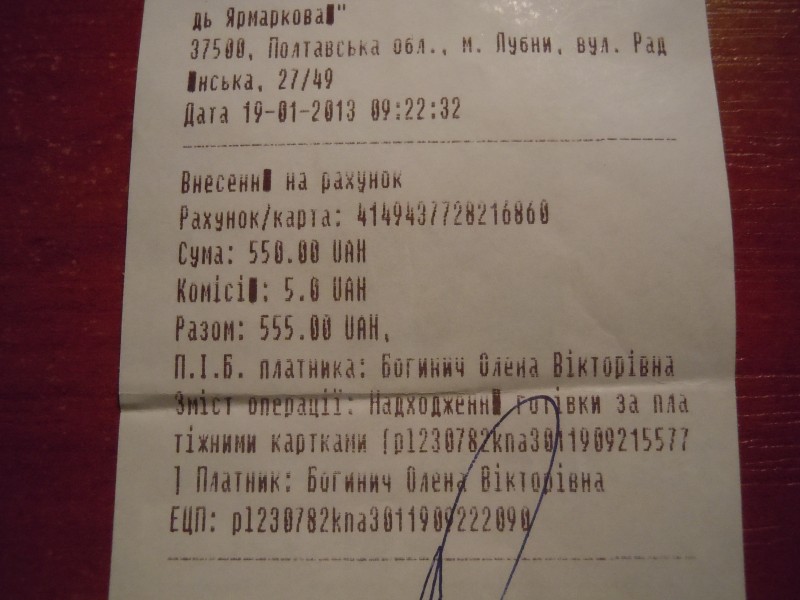 дь Ярмаркова█"
37500, Полтавська обл., м. Лубни, вул. Рад
█нська, 27/49
Дата 19-01-2013 09:22:32
Внесенн█ на рахунок
Рахунок/карта: 4149437728216860
Сума: 550.00 UAH
Комісі█: 5.0 UAH
Разом: 555.00 UAH,
П.І.Б. платника: Богинич Олена Вікторівна
Зміст операції: Надходженн█ готівки за пла
тіжними картками [p1230782kna3011909215577
] Платник: Богинич Олена Вікторівна
ЕЦП: p1230782kna3011909222090